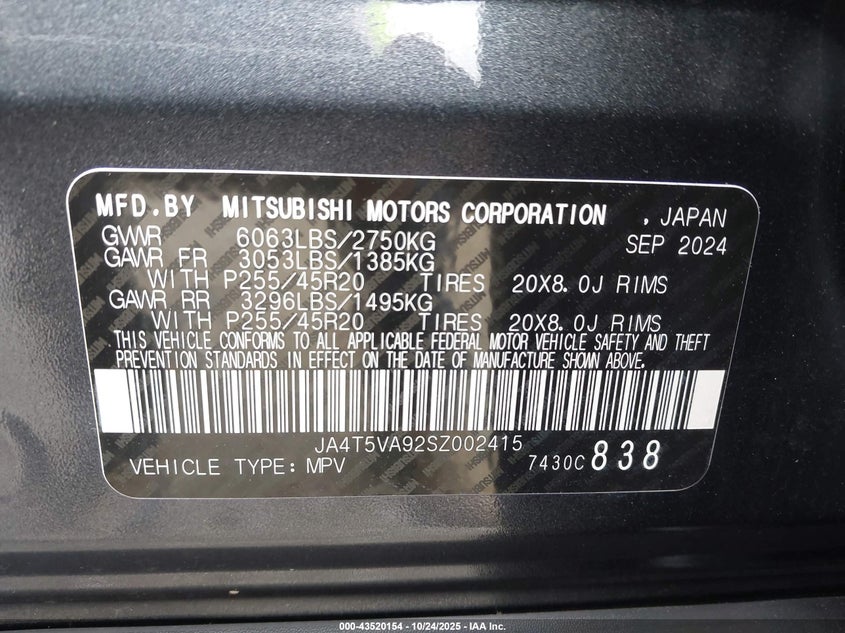 MFD.BY MITSUBISHI MOTORS CORPORATION , JAPAN
GVWR 6063LBS/2750KG SEP 2024
GAWR FR 3053LBS/1385KG
WITH P255/45R20 TIRES 20X8.0J RIMS
GAWR RR 3296LBS/1495KG
WITH P255/45R20 TIRES 20X8.0J RIMS
THIS VEHICLE CONFORMS TO ALL APPLICABLE FEDERAL MOTOR VEHICLE SAFETY AND THEFT
PREVENTION STANDARDS IN EFFECT ON THE DATE OF MANUFACTURE SHOWN ABOVE.
JA4T5VA92SZ002415
VEHICLE TYPE: MPV 7430C 838
000-43520154 - 10/24/2025 - IAA Inc.